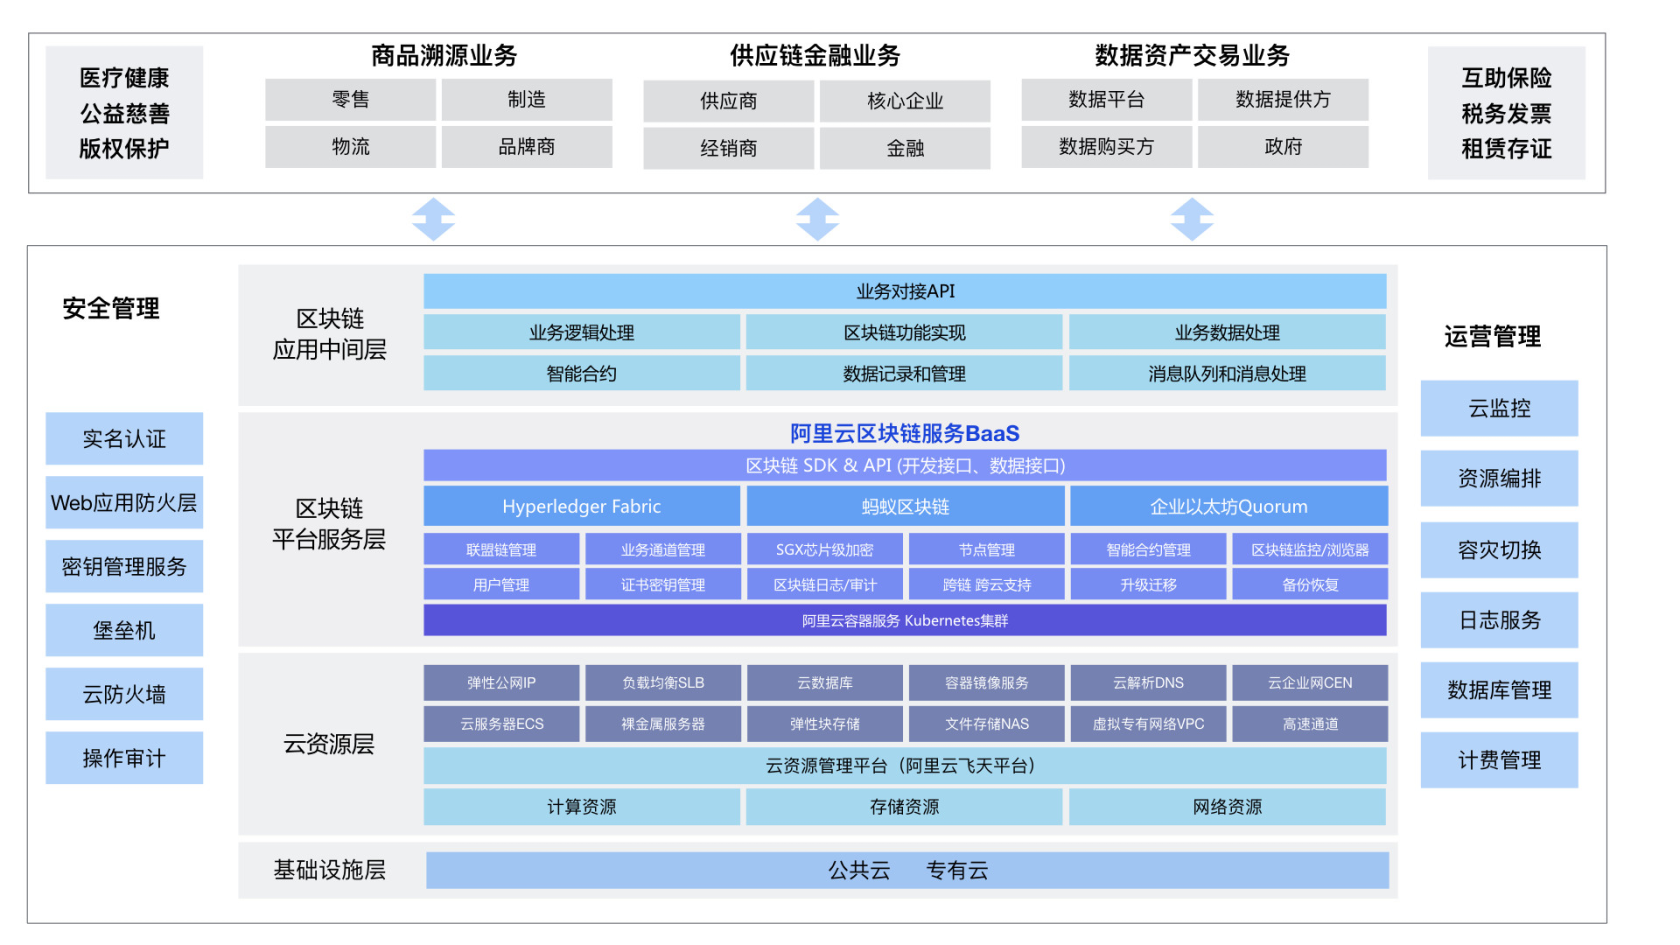 医疗健康
公益慈善
版权保护
商品溯源业务
零售
制造
物流
品牌商
供应链金融业务
供应商
核心企业
经销商
金融
数据资产交易业务
数据平台
数据提供方
数据购买方
政府
互助保险
税务发票
租赁存证
安全管理
实名认证
Web应用防火层
密钥管理服务
堡垒机
云防火墙
操作审计
区块链
应用中间层
业务对接API
业务逻辑处理
区块链功能实现
业务数据处理
智能合约
数据记录和管理
消息队列和消息处理
区块链
平台服务层
阿里云区块链服务BaaS
区块链 SDK & API (开发接口、数据接口)
Hyperledger Fabric
蚂蚁区块链
企业以太坊Quorum
联盟链管理
业务通道管理
SGX芯片级加密
节点管理
智能合约管理
区块链监控/浏览器
用户管理
证书密钥管理
区块链日志/审计
跨链 跨云支持
升级迁移
备份恢复
阿里云容器服务 Kubernetes集群
云资源层
弹性公网IP
负载均衡SLB
云数据库
容器镜像服务
云解析DNS
云企业网CEN
云服务器ECS
裸金属服务器
弹性块存储
文件存储NAS
虚拟专有网络VPC
高速通道
云资源管理平台（阿里云飞天平台）
计算资源
存储资源
网络资源
基础设施层
公共云 专有云
运营管理
云监控
资源编排
容灾切换
日志服务
数据库管理
计费管理